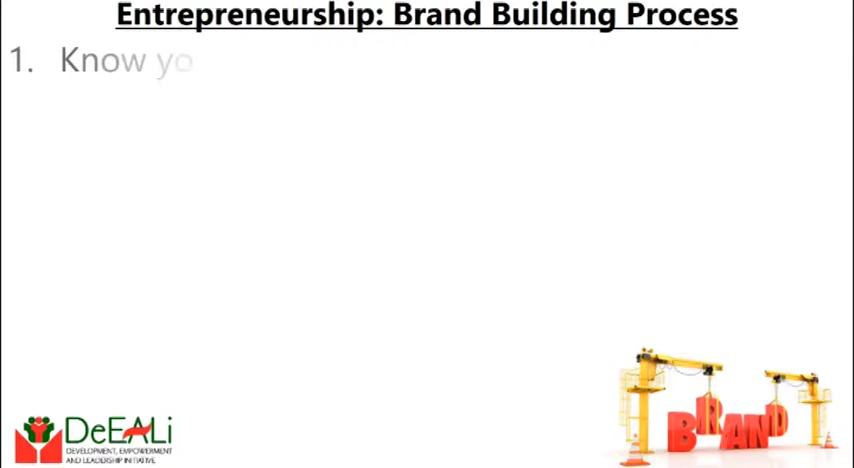 Entrepreneurship: Brand Building Process
1. Know yo
BRAND
DeEALi
DEVELOPMENT, EMPOWERMENT
AND LEADERSHIP INITIATIVE